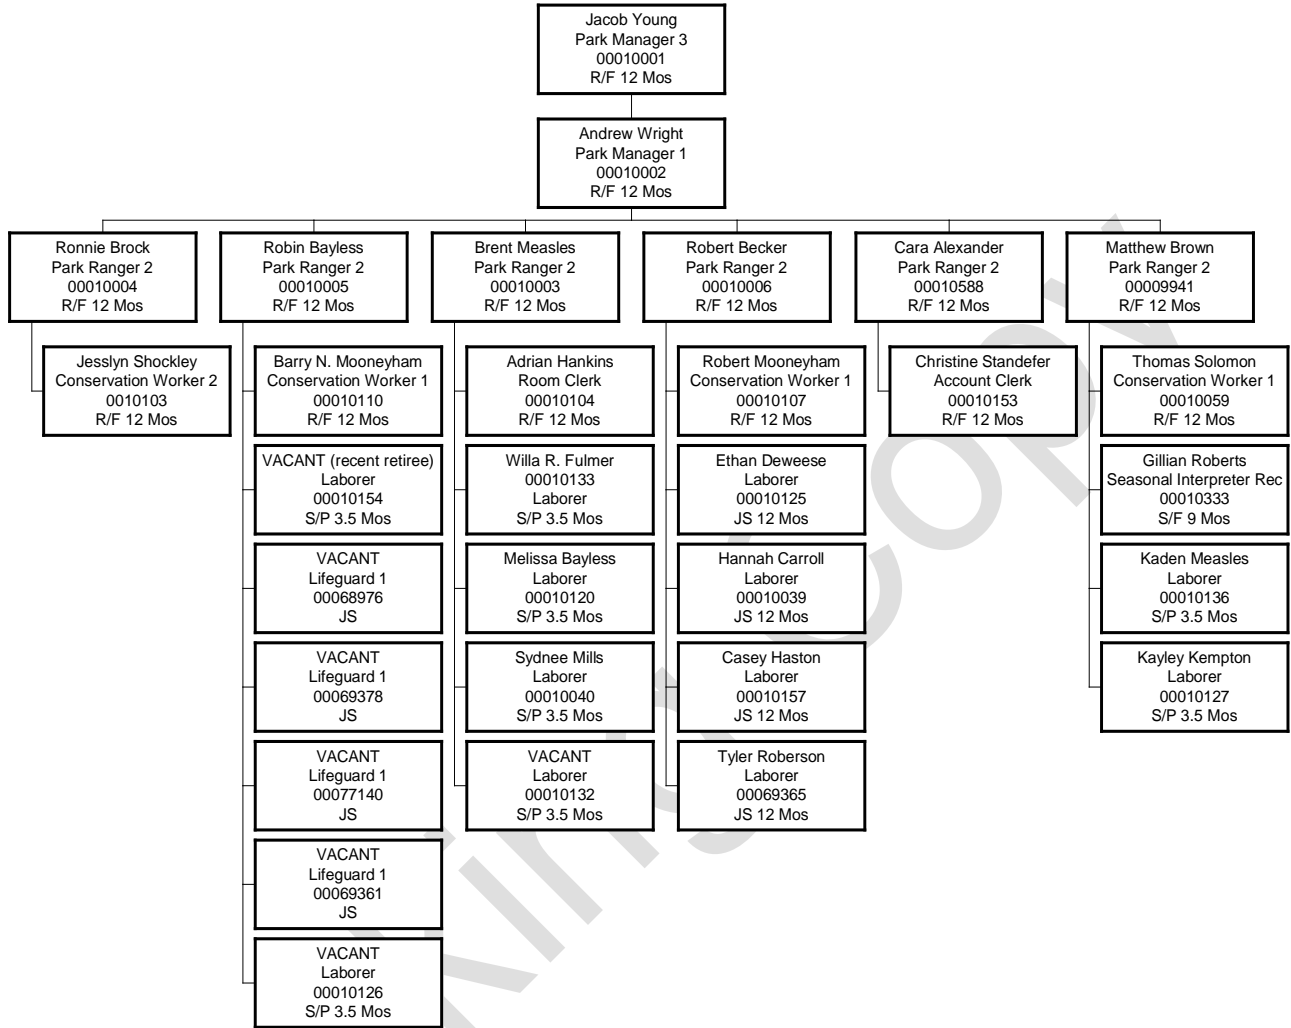 Jacob Young
Park Manager 3
00010001
R/F 12 Mos
Andrew Wright
Park Manager 1
00010002
R/F 12 Mos
Ronnie Brock
Park Ranger 2
00010004
R/F 12 Mos
Jesslyn Shockley
Conservation Worker 2
0010103
R/F 12 Mos
Robin Bayless
Park Ranger 2
00010005
R/F 12 Mos
Barry N. Mooneyham
Conservation Worker 1
00010110
R/F 12 Mos
VACANT (recent retiree)
Laborer
00010154
S/P 3.5 Mos
VACANT
Lifeguard 1
00068976
JS
VACANT
Lifeguard 1
00069378
JS
VACANT
Lifeguard 1
00077140
JS
VACANT
Lifeguard 1
00069361
JS
VACANT
Laborer
00010126
S/P 3.5 Mos
Brent Measles
Park Ranger 2
00010003
R/F 12 Mos
Adrian Hankins
Room Clerk
00010104
R/F 12 Mos
Willa R. Fulmer
00010133
Laborer
S/P 3.5 Mos
Melissa Bayless
Laborer
00010120
S/P 3.5 Mos
Sydnee Mills
Laborer
00010040
S/P 3.5 Mos
VACANT
Laborer
00010132
S/P 3.5 Mos
Robert Becker
Park Ranger 2
00010006
R/F 12 Mos
Robert Mooneyham
Conservation Worker 1
00010107
R/F 12 Mos
Ethan Deweese
Laborer
00010125
JS 12 Mos
Hannah Carroll
Laborer
00010039
JS 12 Mos
Casey Haston
Laborer
00010157
JS 12 Mos
Tyler Roberson
Laborer
00069365
JS 12 Mos
Cara Alexander
Park Ranger 2
00010588
R/F 12 Mos
Christine Standefer
Account Clerk
00010153
R/F 12 Mos
Matthew Brown
Park Ranger 2
00009941
R/F 12 Mos
Thomas Solomon
Conservation Worker 1
00010059
R/F 12 Mos
Gillian Roberts
Seasonal Interpreter Rec
00010333
S/F 9 Mos
Kaden Measles
Laborer
00010136
S/P 3.5 Mos
Kayley Kempton
Laborer
00010127
S/P 3.5 Mos
king Copy